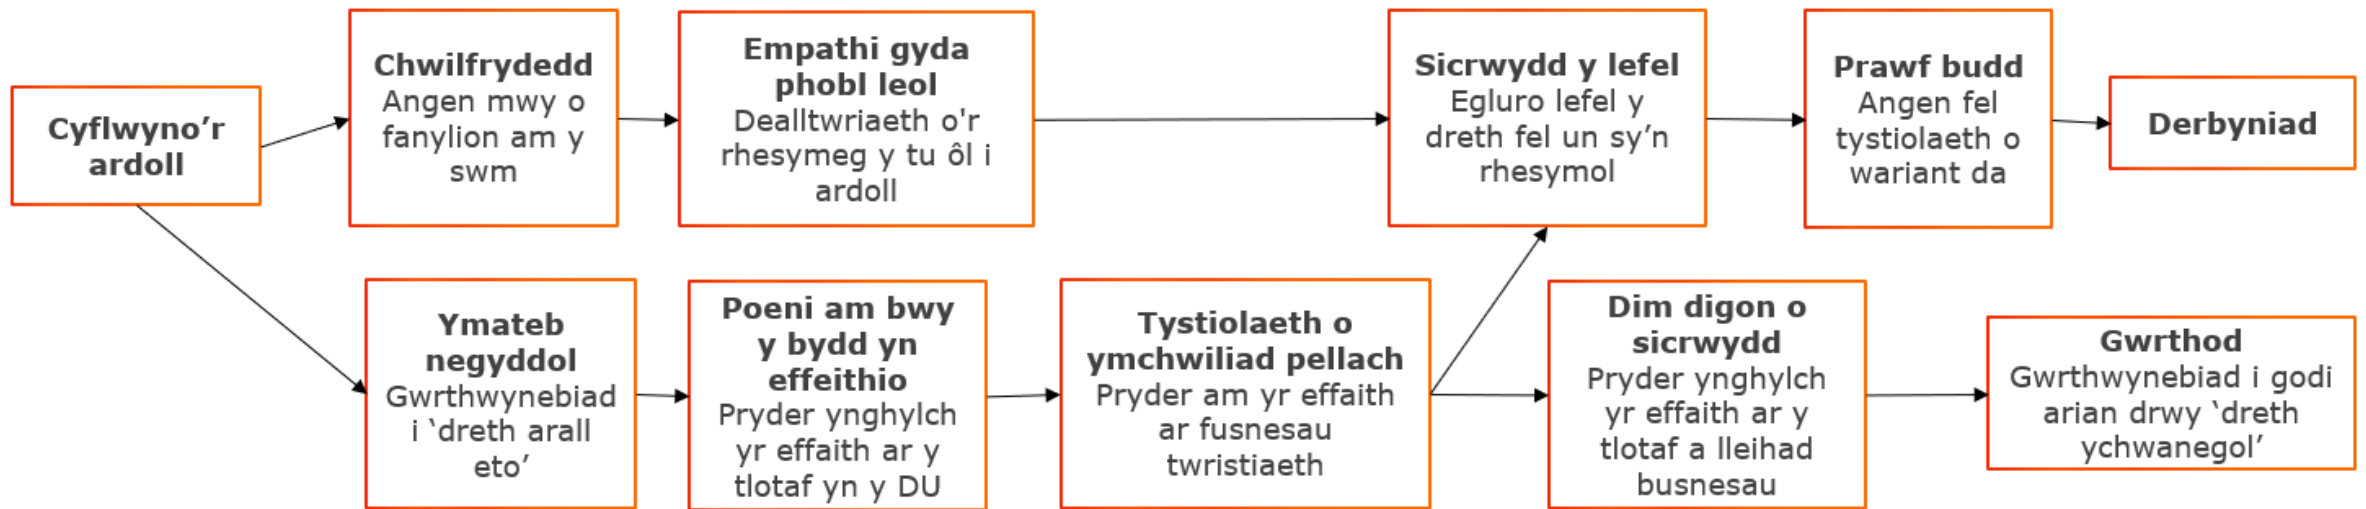 Cyflwyno’r
ardoll
Chwilfrydedd
Angen mwy o
fanylion am y
swm
Empathi gyda
phobl leol
Dealltwriaeth o'r
rhesymeg y tu ôl i
ardoll
Sicrwydd y lefel
Egluro lefel y
dreth fel un sy’n
rhesymol
Prawf budd
Angen fel
tystiolaeth o
wariant da
Derbyniad
Ymateb
negyddol
Gwrthwynebiad
i ‘dreth arall
eto’
Poeni am bwy
y bydd yn
effeithio
Pryder ynghylch
yr effaith ar y
tlotaf yn y DU
Tystiolaeth o
ymchwiliad pellach
Pryder am yr effaith
ar fusnesau
twristiaeth
Dim digon o
sicrwydd
Pryder ynghylch
yr effaith ar y
tlotaf a lleihad
busnesau
Gwrthod
Gwrthwynebiad i godi
arian drwy ‘dreth
ychwanegol’